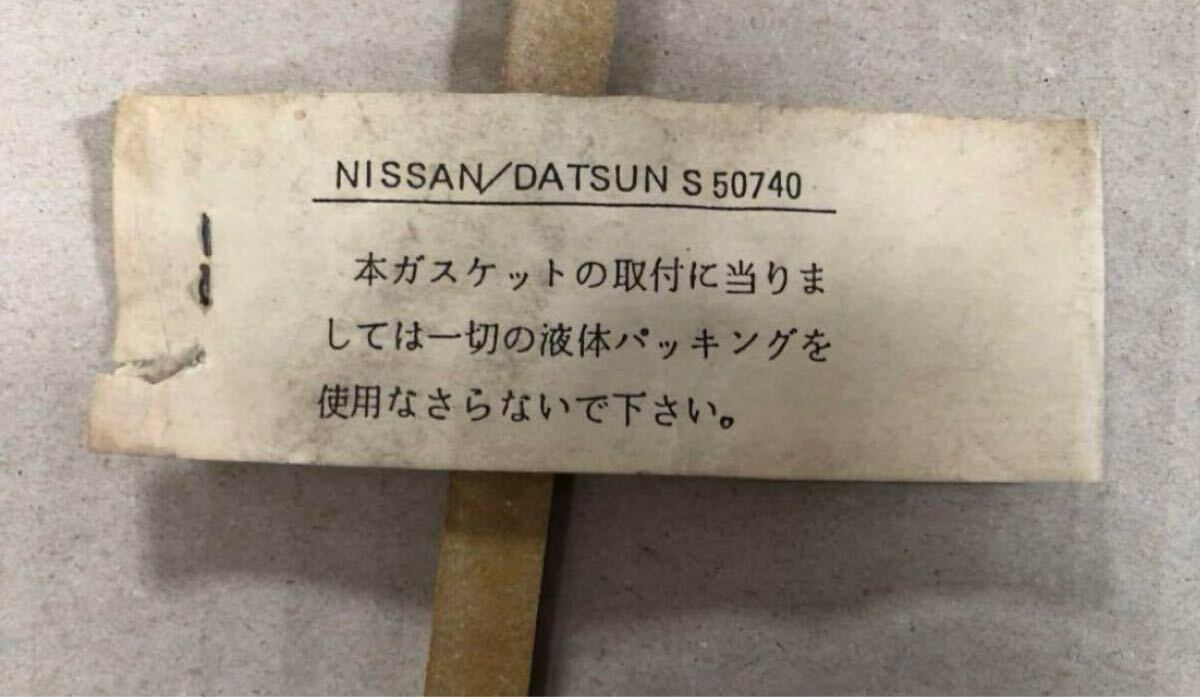 NISSAN/DATSUN S 50740
本ガスケットの取付に当りま
しては一切の液体パッキングを
使用なさらないで下さい。